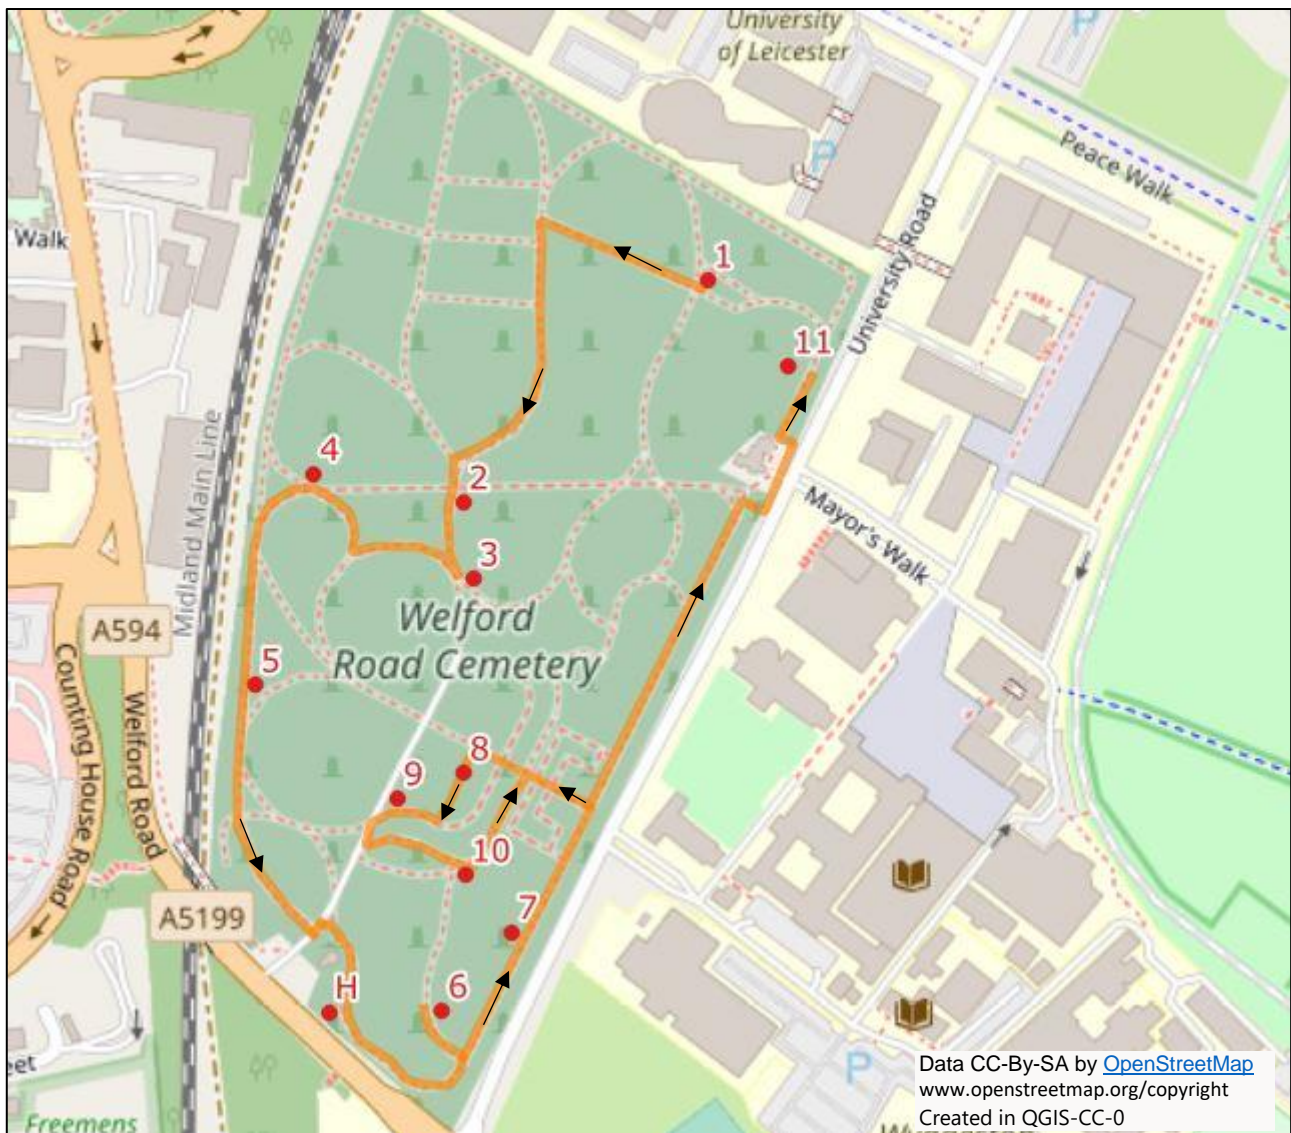 University
of Leicester
P
P
Peace Walk
Walk
University Road
1
11
Midland Main Line
4
2
Mayor's Walk
3
Welford
Road Cemetery
A594
Counting House Road
Welford Road
5
8
9
10
A5199
7
H
6
P
Freemens
Data CC-By-SA by OpenStreetMap
www.openstreetmap.org/copyright
Created in QGIS-CC-0